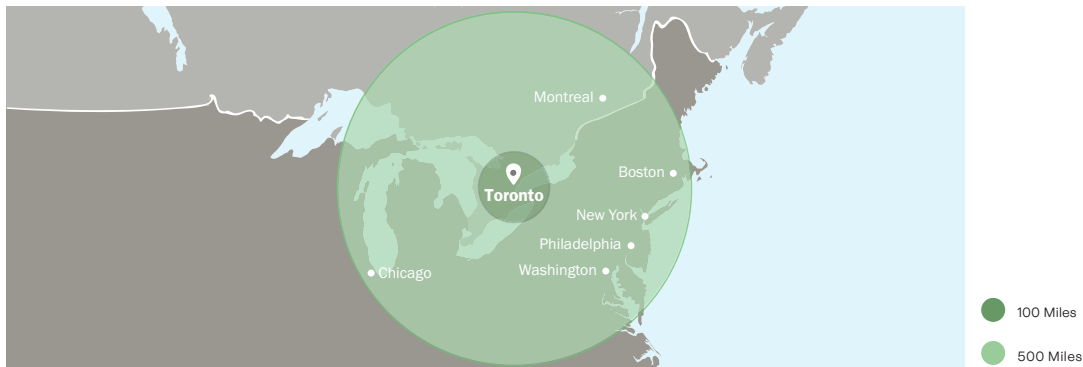 Montreal
Boston
Toronto
New York
Philadelphia
Washington
Chicago
100 Miles
500 Miles